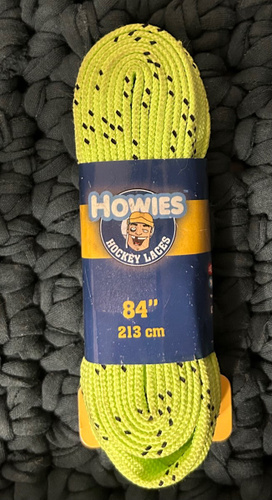 HOWIES
HOCKEY LACES
84"
213 cm